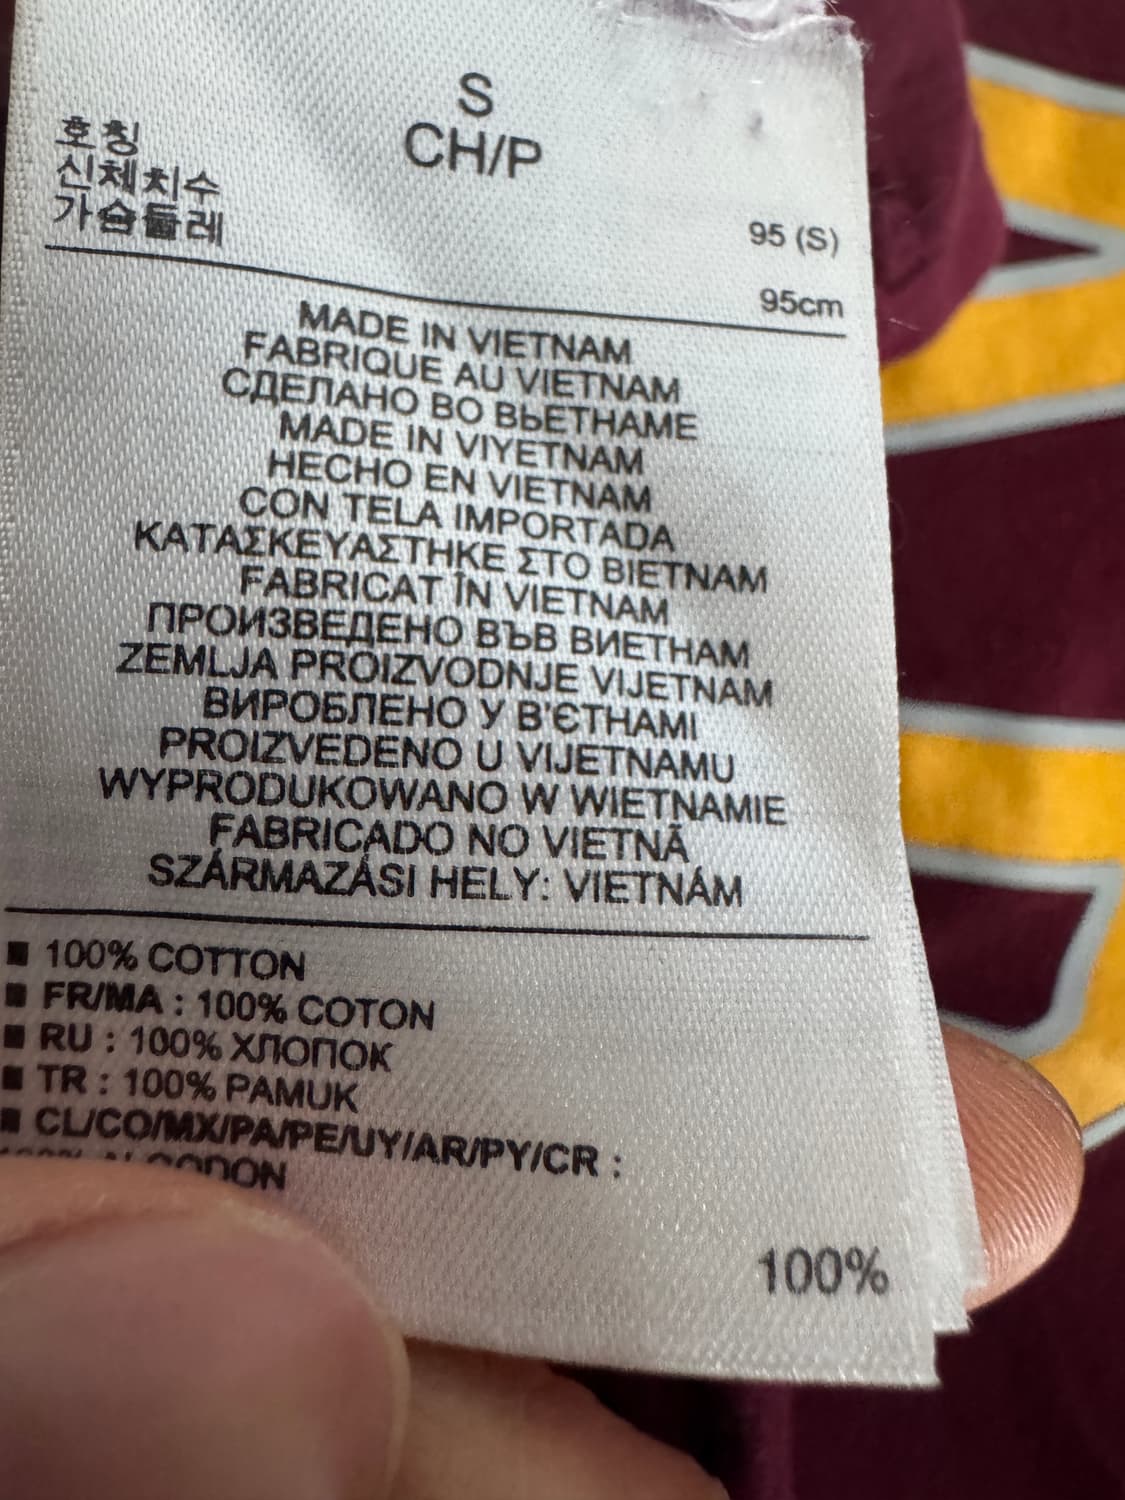 S
CH/P
호칭 95 (S)
신체치수
가슴둘레 95cm
MADE IN VIETNAM
FABRIQUE AU VIETNAM
СДЕЛАНО ВО ВЬЕТНАМЕ
MADE IN VIYETNAM
HECHO EN VIETNAM
CON TELA IMPORTADA
ΚΑΤΑΣΚΕΥΑΣΤΗΚΕ ΣΤΟ ΒΙΕΤΝΑΜ
FABRICAT ÎN VIETNAM
ПРОИЗВЕДЕНО ВЪВ ВИЕТНАМ
ZEMLJA PROIZVODNJE VIJETNAM
ВИРОБЛЕНО У В'ЄТНАМІ
PROIZVEDENO U VIJETNAMU
WYPRODUKOWANO W WIETNAMIE
FABRICADO NO VIETNÃ
SZÁRMAZÁSI HELY: VIETNÁM
■ 100% COTTON
■ FR/MA : 100% COTON
■ RU : 100% ХЛОПОК
■ TR : 100% PAMUK
■ CL/CO/MX/PA/PE/UY/AR/PY/CR :
100% ALGODON
100%